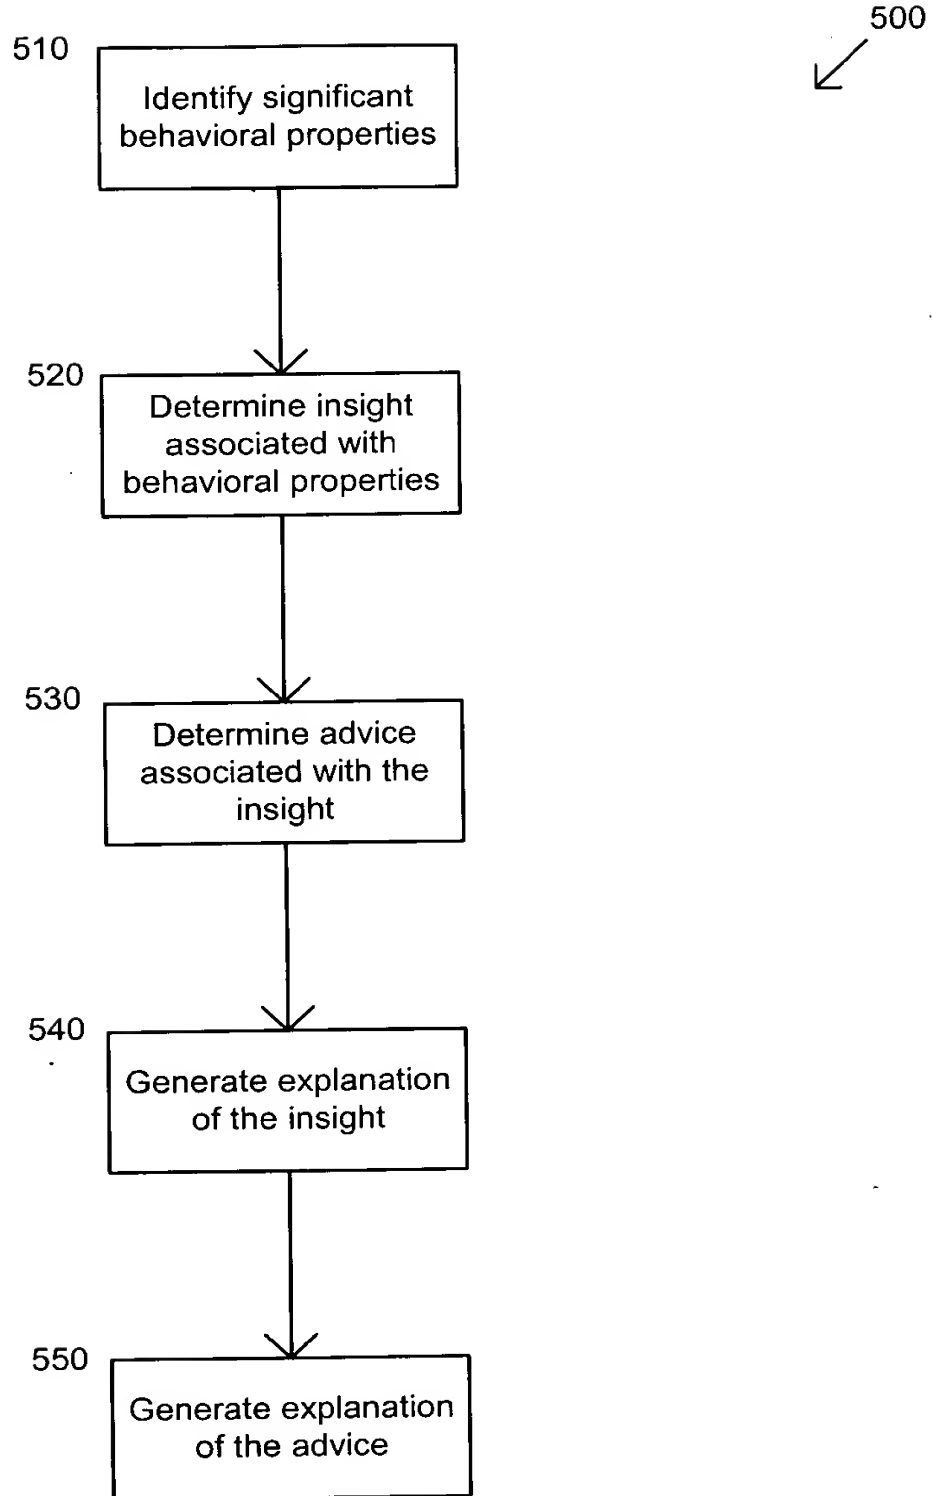 500
510
Identify significant
behavioral properties
520
Determine insight
associated with
behavioral properties
530
Determine advice
associated with the
insight
540
Generate explanation
of the insight
550
Generate explanation
of the advice